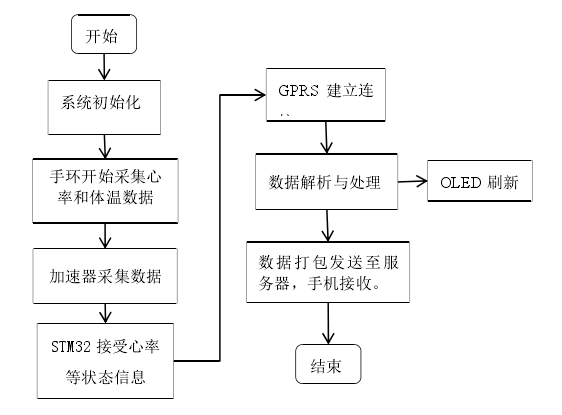 开始
系统初始化
手环开始采集心
率和体温数据
加速器采集数据
STM32 接受心率
等状态信息
GPRS 建立连
数据解析与处理
OLED 刷新
数据打包发送至服
务器，手机接收。
结束